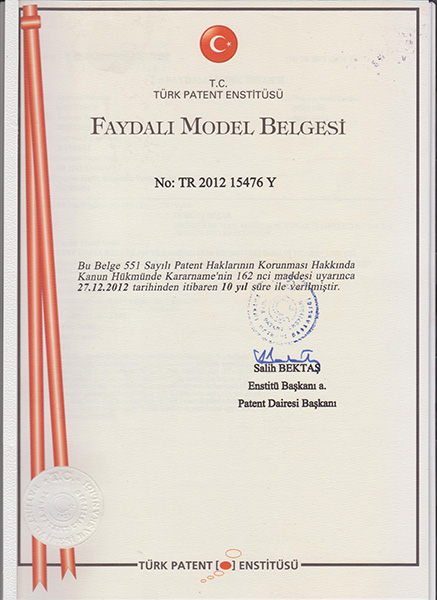 T.C.
TÜRK PATENT ENSTİTÜSÜ
FAYDALI MODEL BELGESİ
No: TR 2012 15476 Y
Bu Belge 551 Sayılı Patent Haklarının Korunması Hakkında
Kanun Hükmünde Kararname'nin 162 nci maddesi uyarınca
27.12.2012 tarihinden itibaren 10 yıl süre ile verilmiştir.
Salih BEKTAŞ
Enstitü Başkanı a.
Patent Dairesi Başkanı
TÜRK PATENT ENSTİTÜSÜ